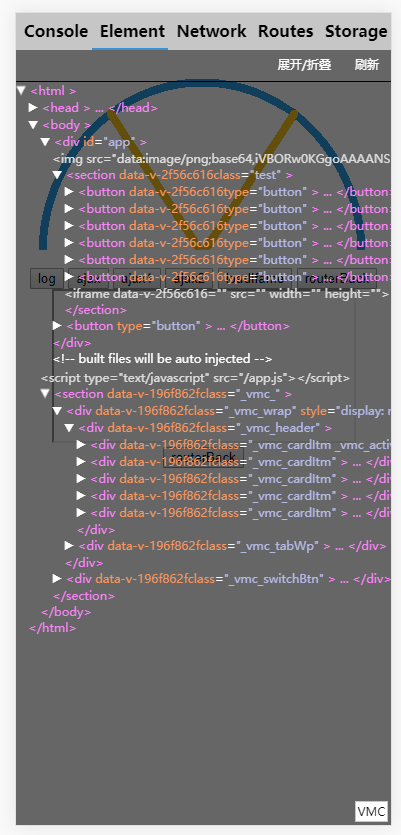 Console Element Network Routes Storage
展开/折叠 刷新
▼ <html >
▶ <head > ... </head>
▼ <body >
▼ <div id="app" >
<img src="data:image/png;base64,iVBORw0KGgoAAAANS
▼ <section data-v-2f56c616class="test" >
▶ <button data-v-2f56c616type="button" > ... </button>
▶ <button data-v-2f56c616type="button" > ... </button>
▶ <button data-v-2f56c616type="button" > ... </button>
▶ <button data-v-2f56c616type="button" > ... </button>
▶ <button data-v-2f56c616type="button" > ... </button>
▶ <button data-v-2f56c616type="button" > ... </button>
log
<iframe data-v-2f56c616="" src="" width="" height="">
</section>
▶ <button type="button" > ... </button>
</div>
<!-- built files will be auto injected -->
<script type="text/javascript" src="/app.js"></script>
▼ <section data-v-196f862fclass="_vmc_" >
▼ <div data-v-196f862fclass="_vmc_wrap" style="display: 
▼ <div data-v-196f862fclass="_vmc_header" >
▶ <div data-v-196f862fclass="_vmc_cardItm _vmc_acti
▶ <div data-v-196f862fclass="_vmc_cardItm" > ... </div>
▶ <div data-v-196f862fclass="_vmc_cardItm" > ... </div>
▶ <div data-v-196f862fclass="_vmc_cardItm" > ... </div>
▶ <div data-v-196f862fclass="_vmc_cardItm" > ... </div>
</div>
▶ <div data-v-196f862fclass="_vmc_tabWp" > ... </div>
</div>
▶ <div data-v-196f862fclass="_vmc_switchBtn" > ... </div>
</section>
</body>
</html>
VMC